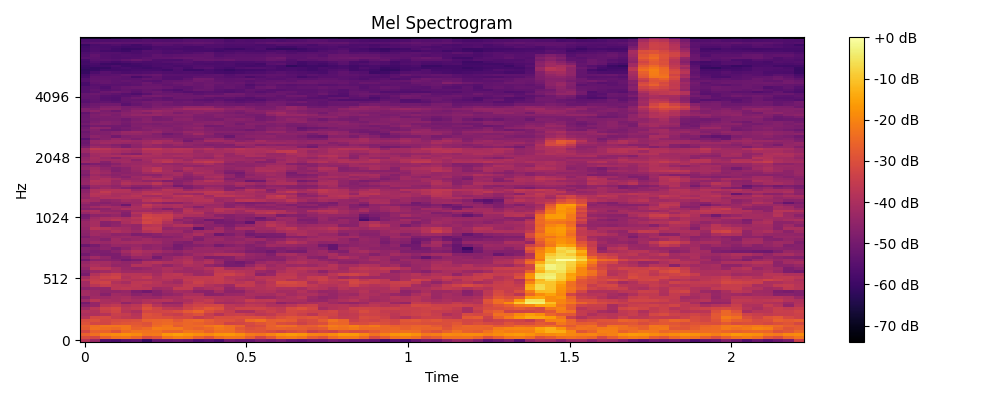 Mel Spectrogram
+0 dB
-10 dB
-20 dB
-30 dB
-40 dB
-50 dB
-60 dB
-70 dB
Hz
4096
2048
1024
512
0
0
0.5
1
1.5
2
Time